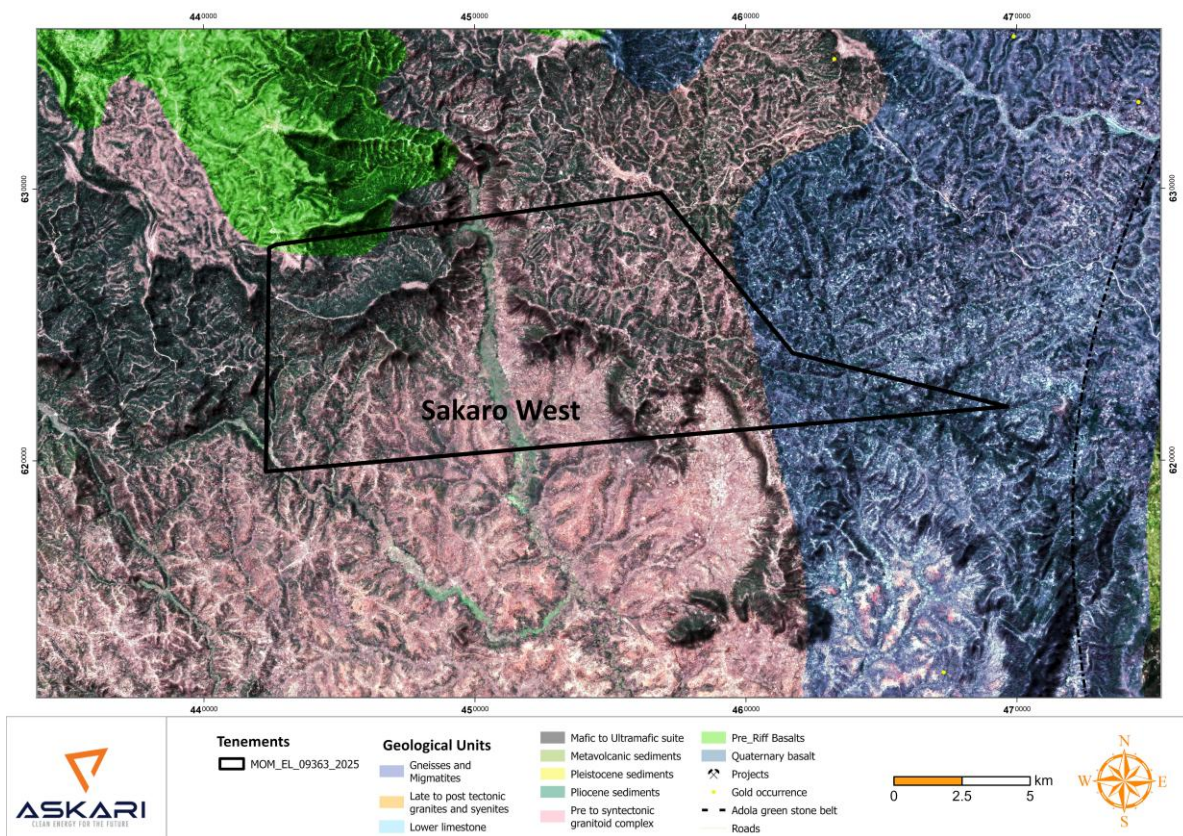 440000 450000 460000 470000
630000 630000
Sakaro West
620000 620000
440000 450000 460000 470000
ASKARI
CLEAN ENERGY FOR THE FUTURE
Tenements
MOM_EL_09363_2025
Geological Units
Gneisses and
Migmatites
Late to post tectonic
granites and syenites
Lower limestone
Mafic to Ultramafic suite
Metavolcanic sediments
Pleistocene sediments
Pliocene sediments
Pre to syntectonic
granitoid complex
Pre_Riff Basalts
Quaternary basalt
Projects
Gold occurrence
Adola green stone belt
Roads
km
0 2.5 5
N
W E
S